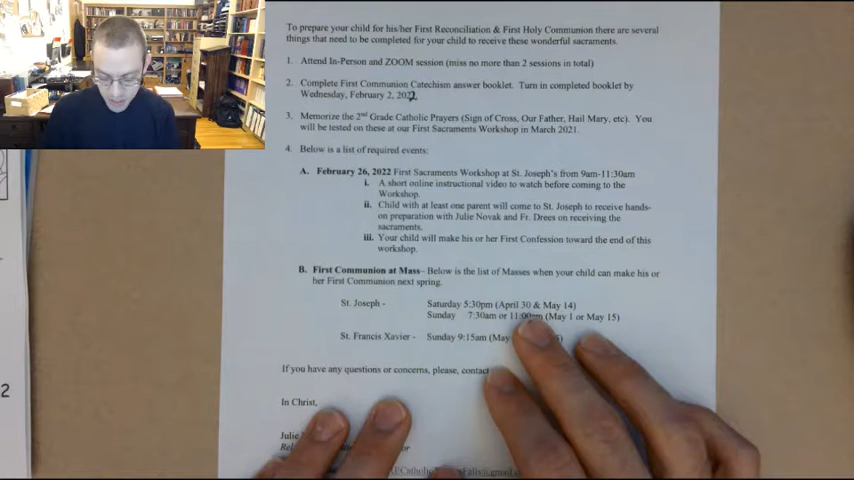 To prepare your child for his/her First Reconciliation & First Holy Communion there are several
things that need to be completed for your child to receive these wonderful sacraments.
1. Attend In-Person and ZOOM session (miss no more than 2 sessions in total)
2. Complete First Communion Catechism answer booklet. Turn in completed booklet by
Wednesday, February 2, 2022
3. Memorize the 2nd Grade Catholic Prayers (Sign of Cross, Our Father, Hail Mary, etc). You
will be tested on these at our First Sacraments Workshop in March 2021.
4. Below is a list of required events:
A. February 26, 2022 First Sacraments Workshop at St. Joseph's from 9am-11:30am
i. A short online instructional video to watch before coming to the
Workshop.
ii. Child with at least one parent will come to St. Joseph to receive hands-
on preparation with Julie Novak and Fr. Drees on receiving the
sacraments.
iii. Your child will make his or her First Confession toward the end of this
workshop.
B. First Communion at Mass– Below is the list of Masses when your child can make his or
her First Communion next spring.
St. Joseph - Saturday 5:30pm (April 30 & May 14)
Sunday 7:30am or 11:00am (May 1 or May 15)
St. Francis Xavier - Sunday 9:15am (May
If you have any questions or concerns, please, contact
In Christ,
Julie
2